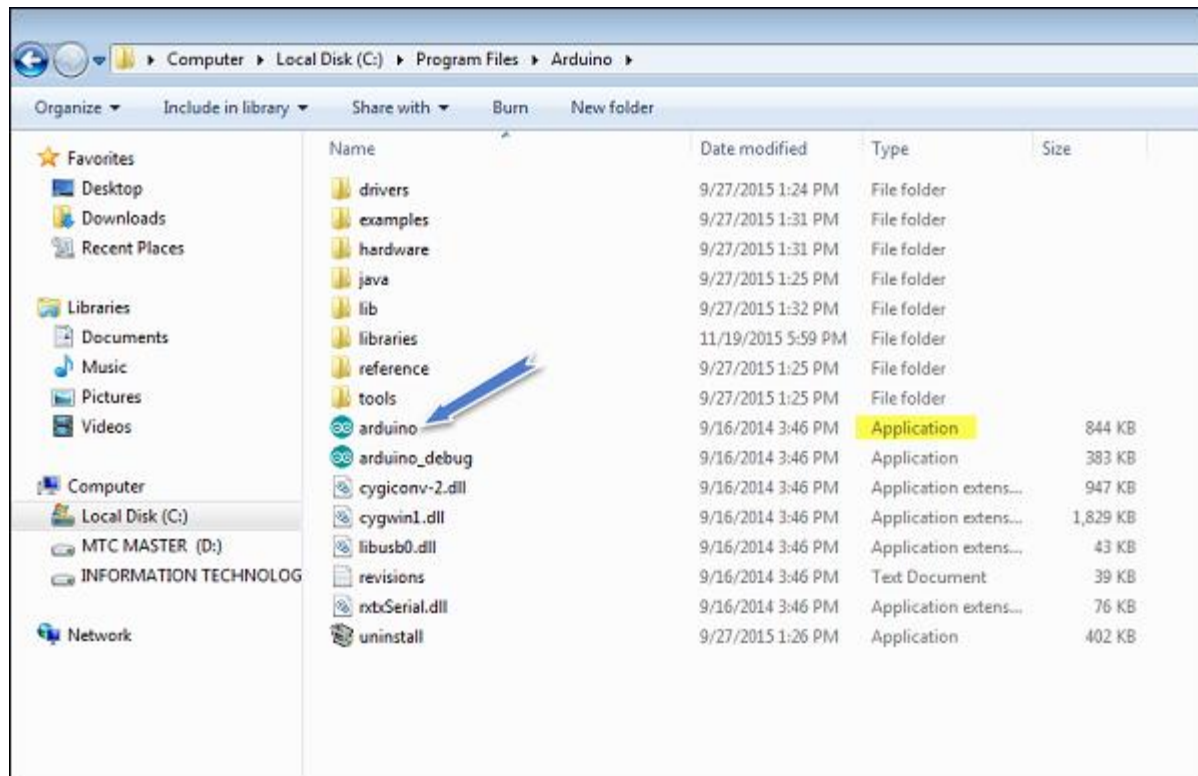 Computer Local Disk (C:) Program Files Arduino
Organize Include in library Share with Burn New folder
Favorites
Desktop
Downloads
Recent Places
Libraries
Documents
Music
Pictures
Videos
Computer
Local Disk (C:)
MTC MASTER (D:)
INFORMATION TECHNOLOG
Network
Name Date modified Type Size
drivers 9/27/2015 1:24 PM File folder
examples 9/27/2015 1:31 PM File folder
hardware 9/27/2015 1:31 PM File folder
java 9/27/2015 1:25 PM File folder
lib 9/27/2015 1:32 PM File folder
libraries 11/19/2015 5:59 PM File folder
reference 9/27/2015 1:25 PM File folder
tools 9/27/2015 1:25 PM File folder
arduino 9/16/2014 3:46 PM Application 844 KB
arduino_debug 9/16/2014 3:46 PM Application 383 KB
cygiconv-2.dll 9/16/2014 3:46 PM Application extens... 947 KB
cygwin1.dll 9/16/2014 3:46 PM Application extens... 1,829 KB
libusb0.dll 9/16/2014 3:46 PM Application extens... 43 KB
revisions 9/16/2014 3:46 PM Text Document 39 KB
rxtxSerial.dll 9/16/2014 3:46 PM Application extens... 76 KB
uninstall 9/27/2015 1:26 PM Application 402 KB